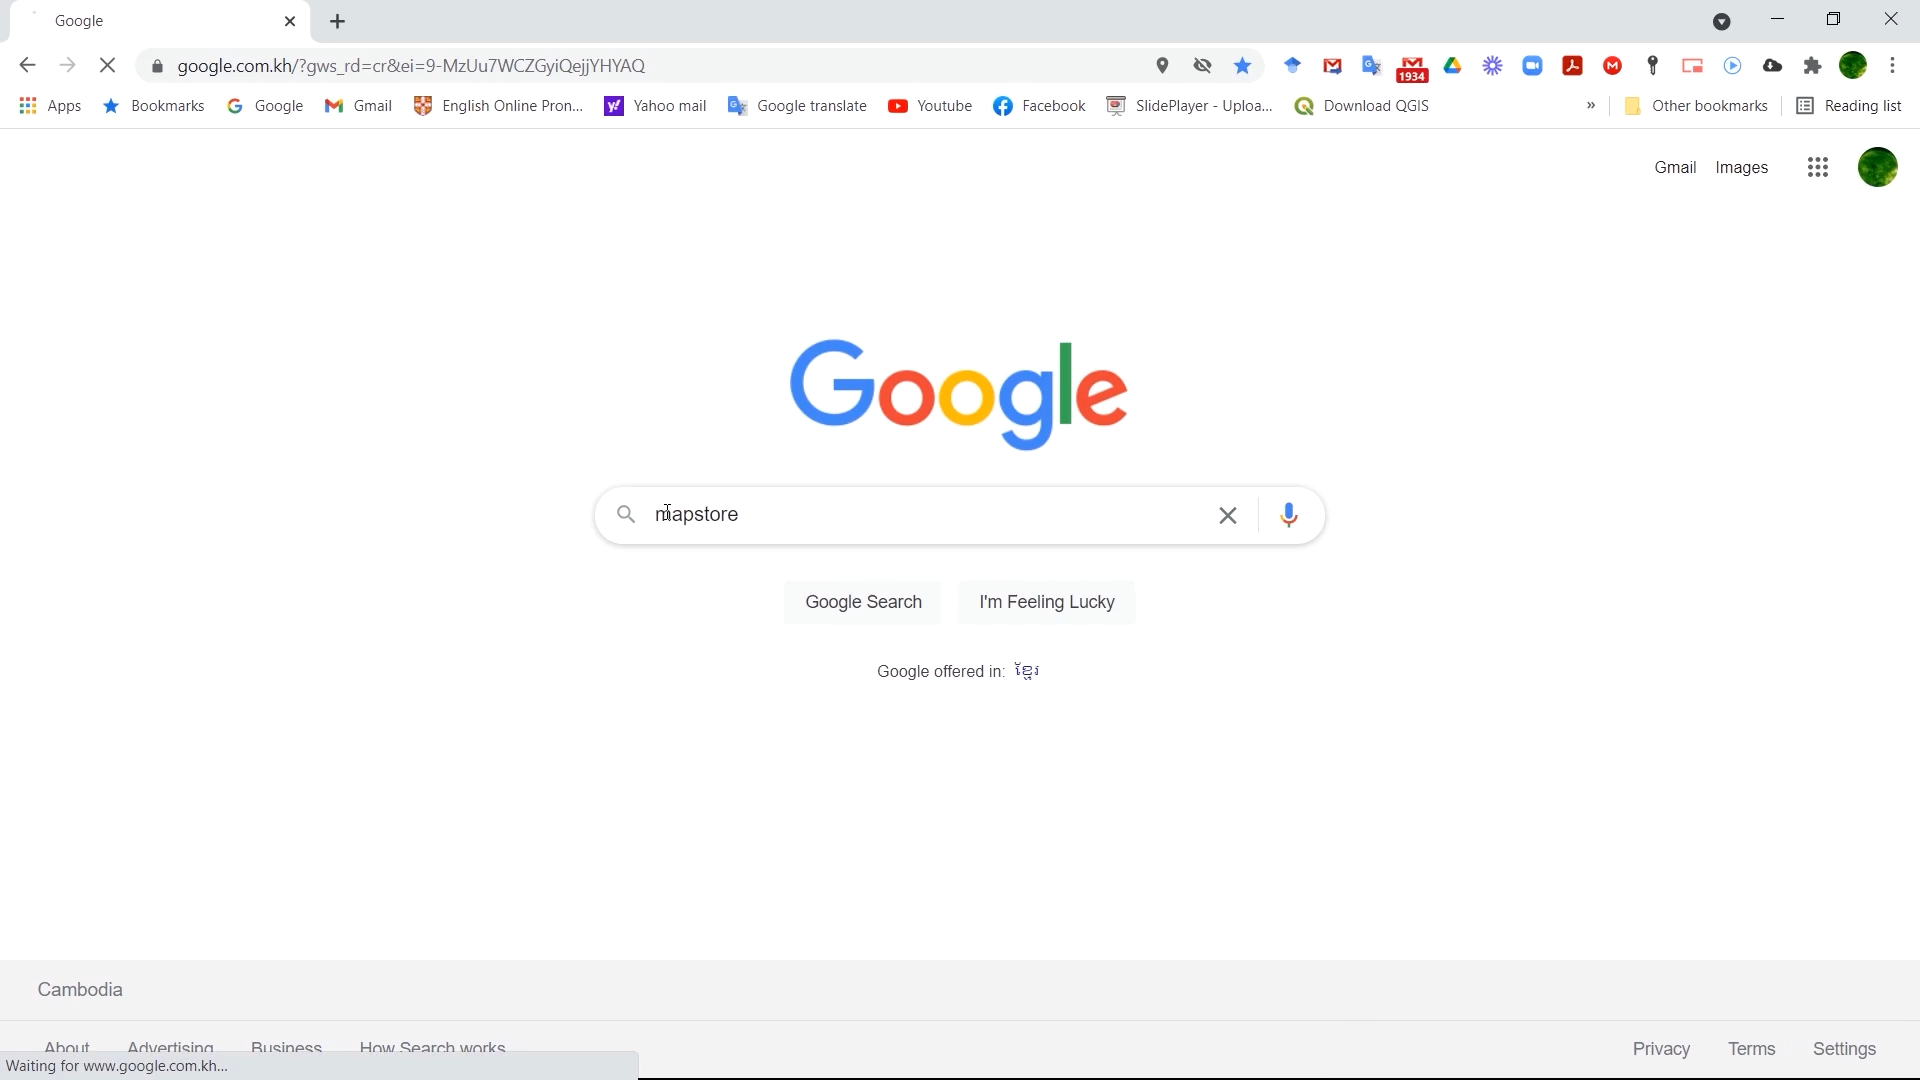 Google
google.com.kh/?gws_rd=cr&ei=9-MzUu7WCZGyiQejjYHYAQ
1934
Apps Bookmarks Google Gmail English Online Pron... Yahoo mail Google translate Youtube Facebook SlidePlayer - Uploa... Download QGIS » Other bookmarks Reading list
Gmail Images
Google
mapstore
Google Search I'm Feeling Lucky
Google offered in: ខ្មែរ
Cambodia
About Advertising Business How Search works Privacy Terms Settings
Waiting for www.google.com.kh...